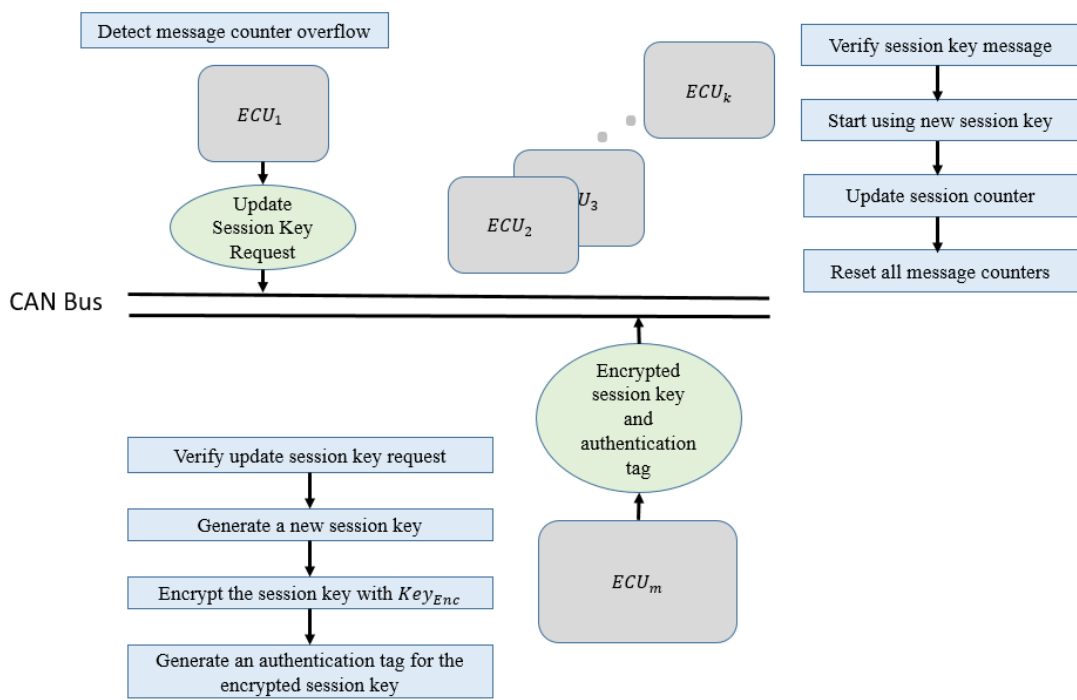 Detect message counter overflow
ECU₁
Update
Session Key
Request
CAN Bus
ECU₂
U₃
ECUₖ
Verify session key message
Start using new session key
Update session counter
Reset all message counters
Encrypted
session key
and
authentication
tag
ECUₘ
Verify update session key request
Generate a new session key
Encrypt the session key with Key_Enc
Generate an authentication tag for the
encrypted session key